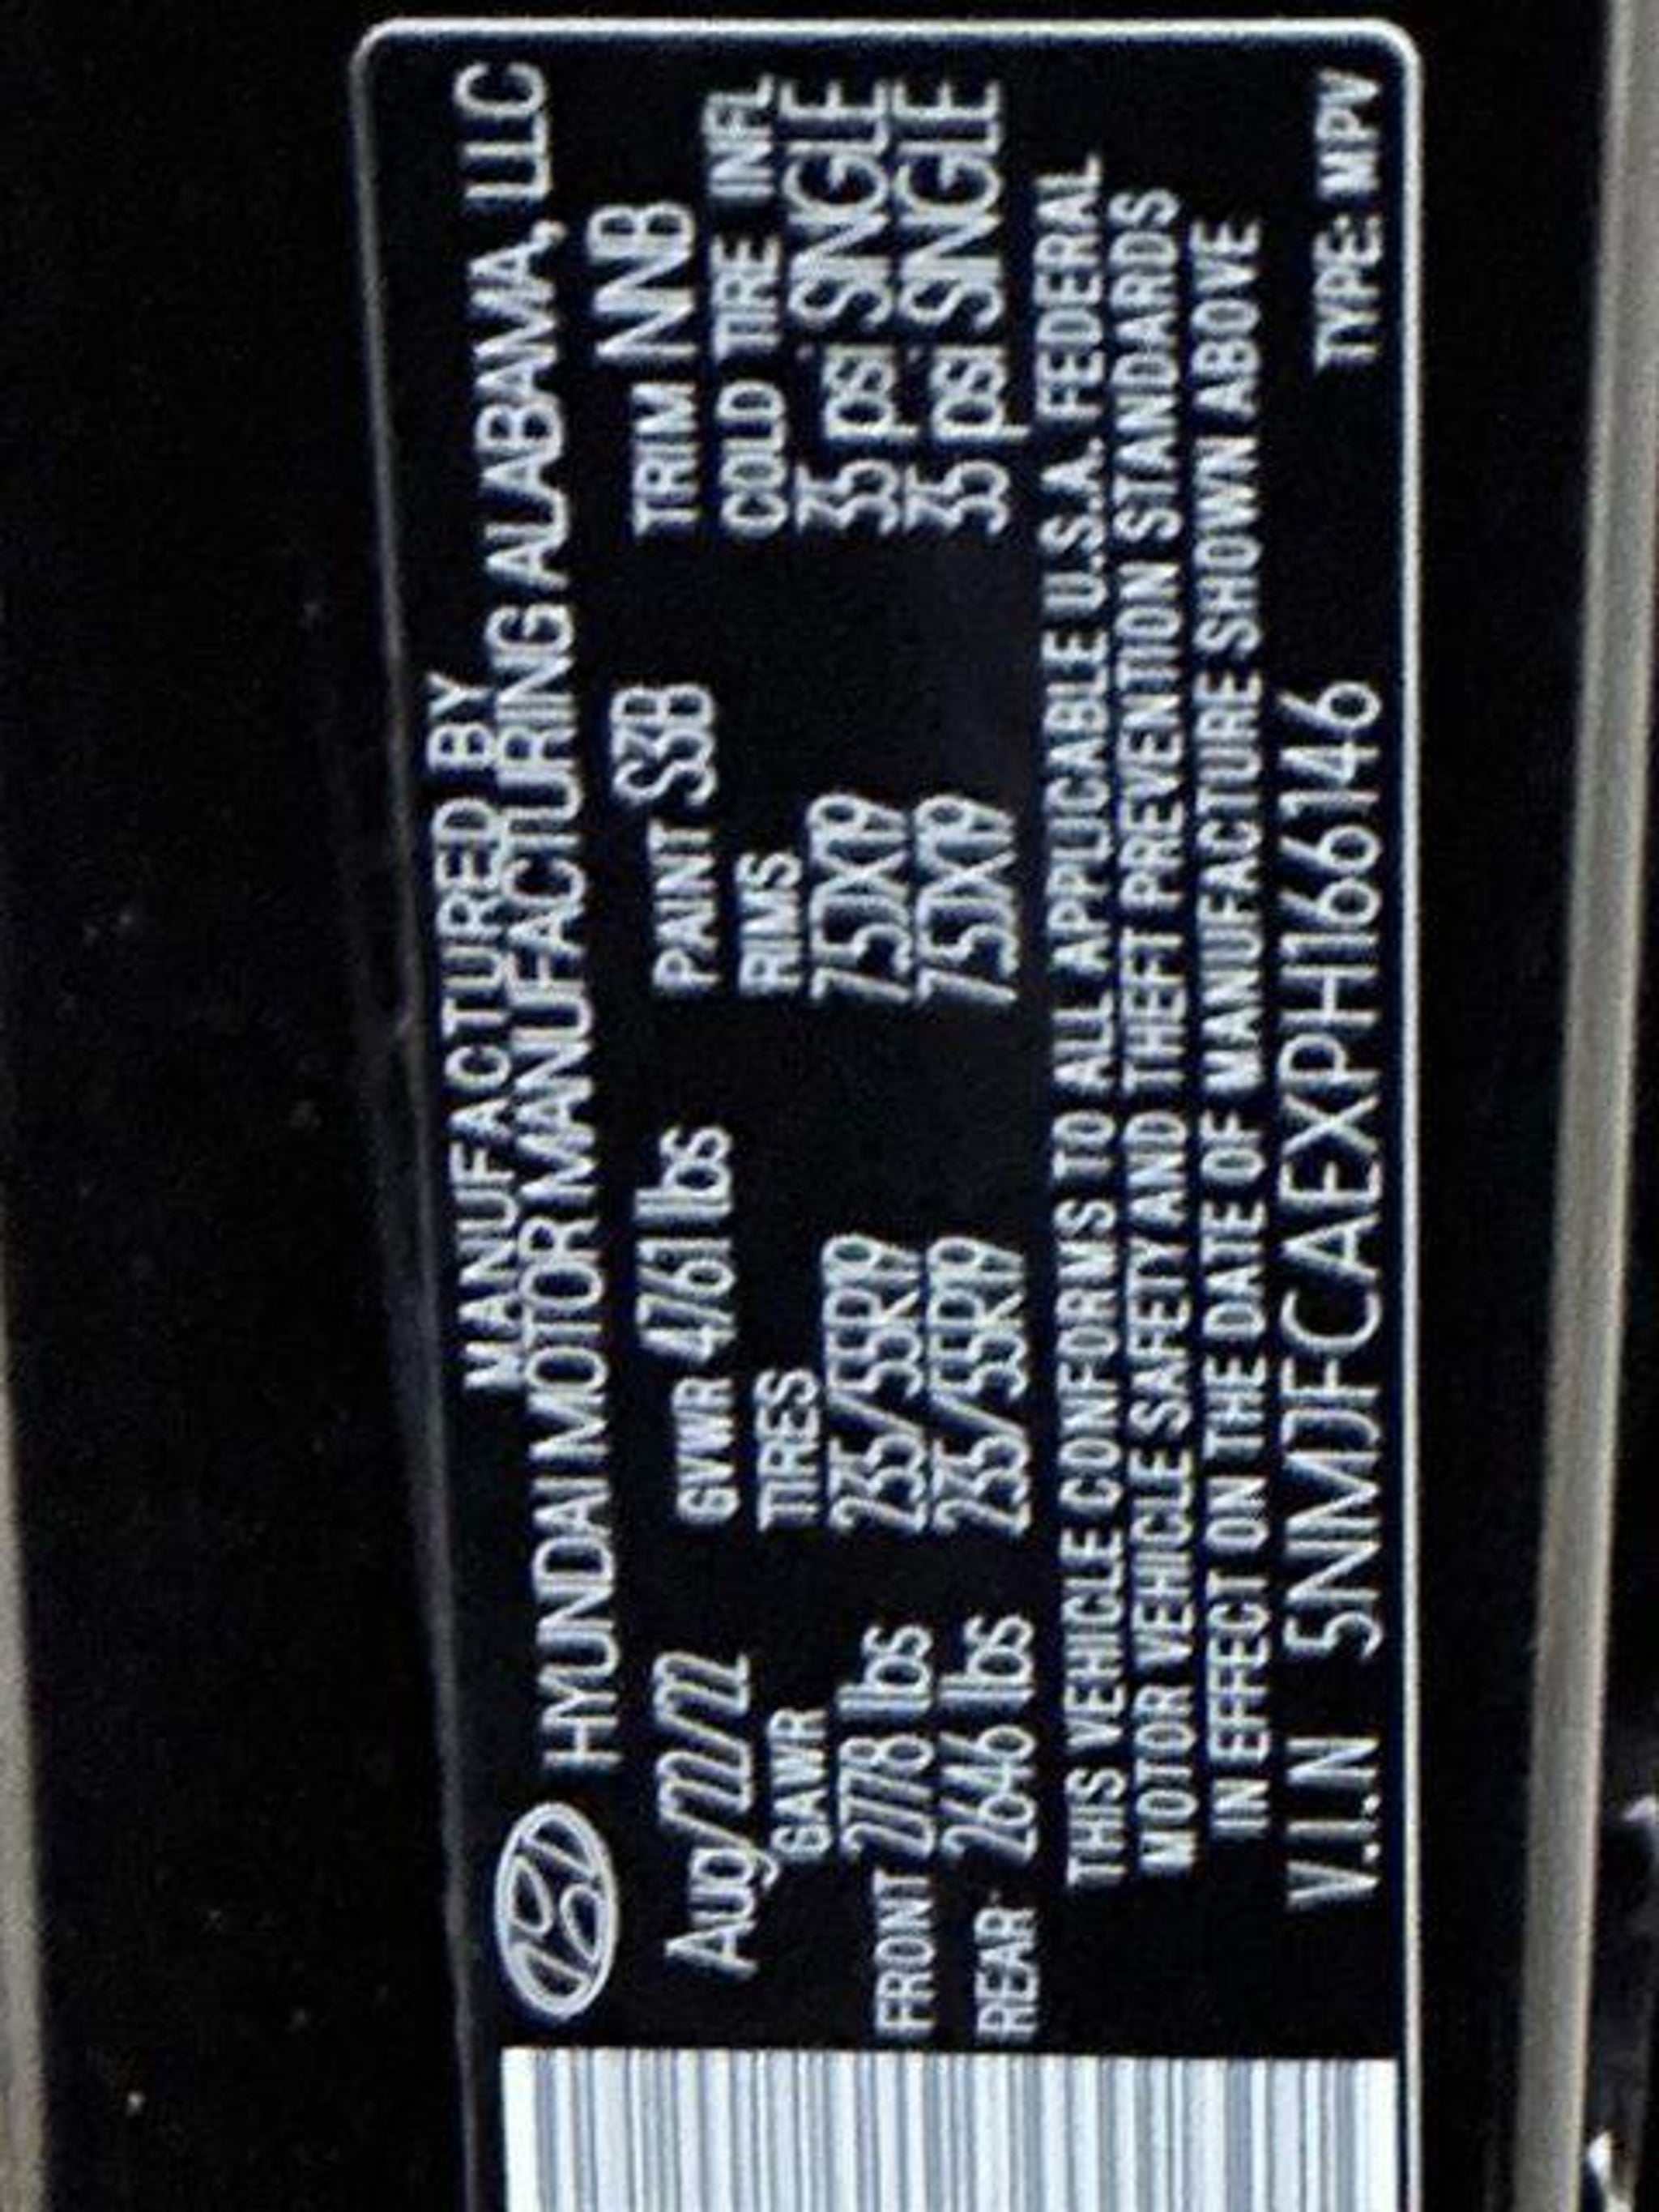 MANUFACTURED BY
HYUNDAI MOTOR MANUFACTURING ALABAMA, LLC
GVWR 4761 lbs PAINT S3B TRIM NNB
GAWR TIRES RIMS COLD TIRE INFL
FRONT 2778 lbs 235/55R19 7.5JX19 35 psi SINGLE
REAR 2646 lbs 235/55R19 7.5JX19 35 psi SINGLE
THIS VEHICLE CONFORMS TO ALL APPLICABLE U.S.A. FEDERAL
MOTOR VEHICLE SAFETY AND THEFT PREVENTION STANDARDS
IN EFFECT ON THE DATE OF MANUFACTURE SHOWN ABOVE
V.I.N 5NMJFCAEXPH166146 TYPE: MPV